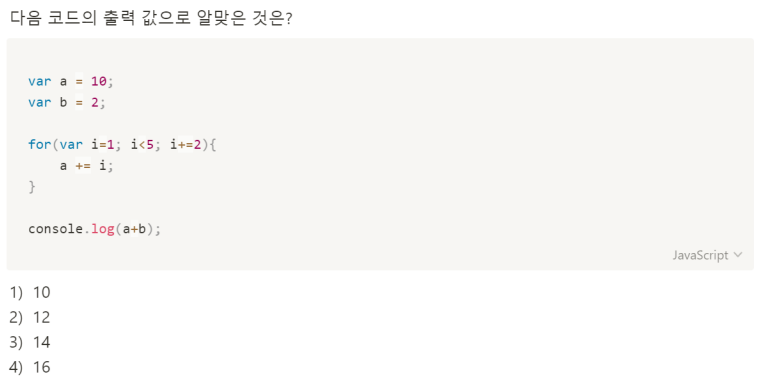 다음 코드의 출력 값으로 알맞은 것은?
var a = 10;
var b = 2;
for(var i=1; i<5; i+=2){
    a += i;
}
console.log(a+b);
JavaScript
1) 10
2) 12
3) 14
4) 16